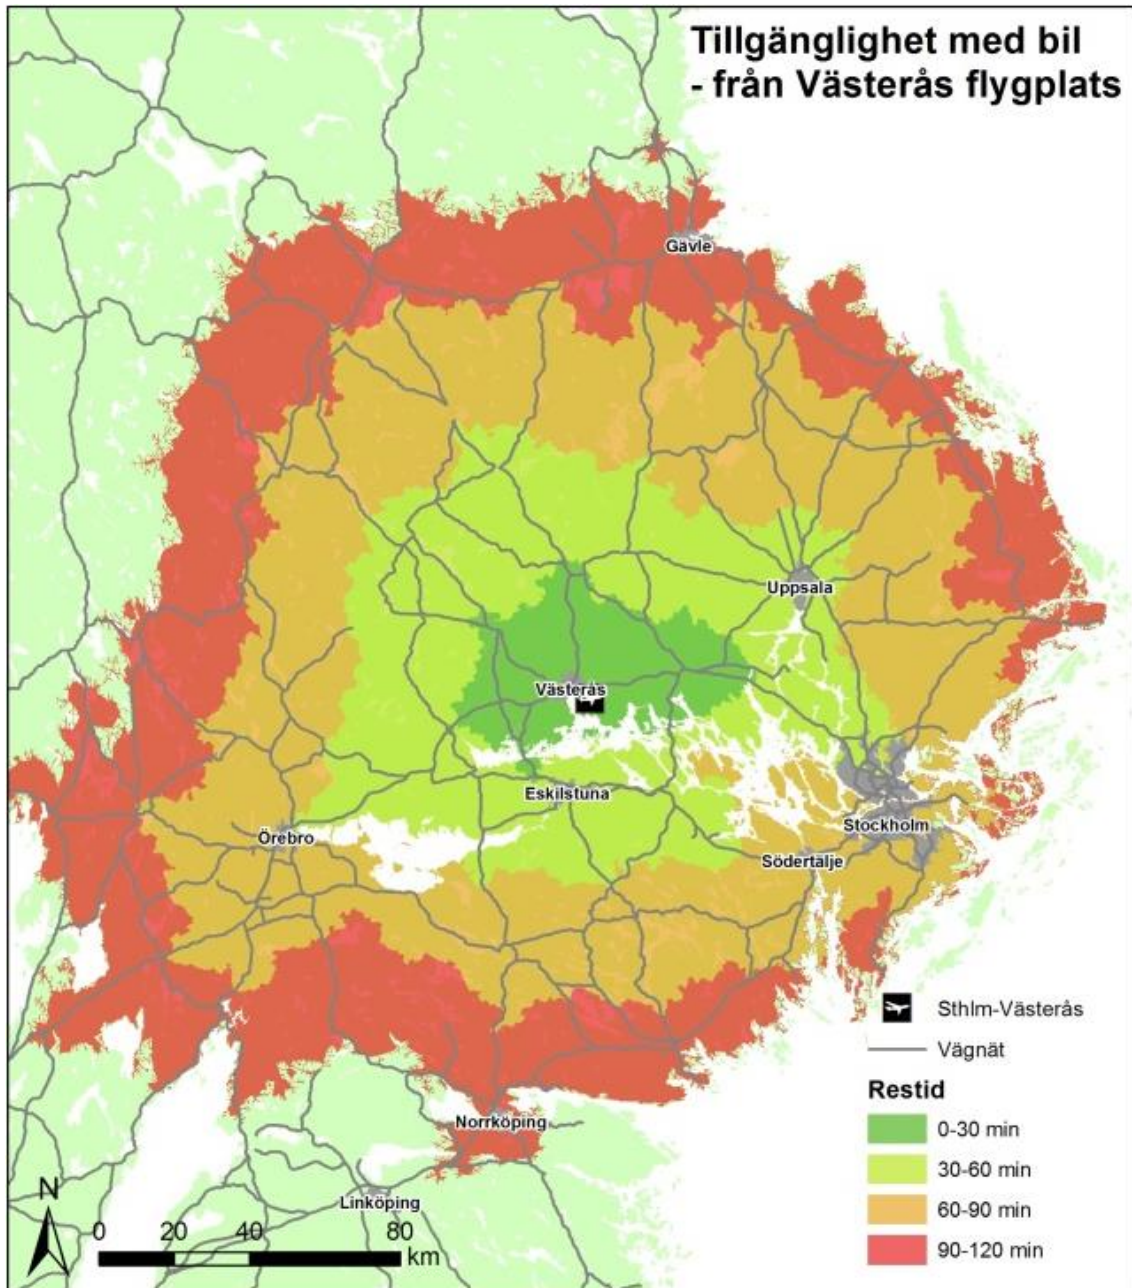 Tillgänglighet med bil
- från Västerås flygplats
Gävle
Uppsala
Västerås
Eskilstuna
Stockholm
Örebro
Södertälje
Sthlm-Västerås
Vägnät
Restid
Norrköping
0-30 min
30-60 min
N
Linköping
60-90 min
0 20 40 80
km
90-120 min